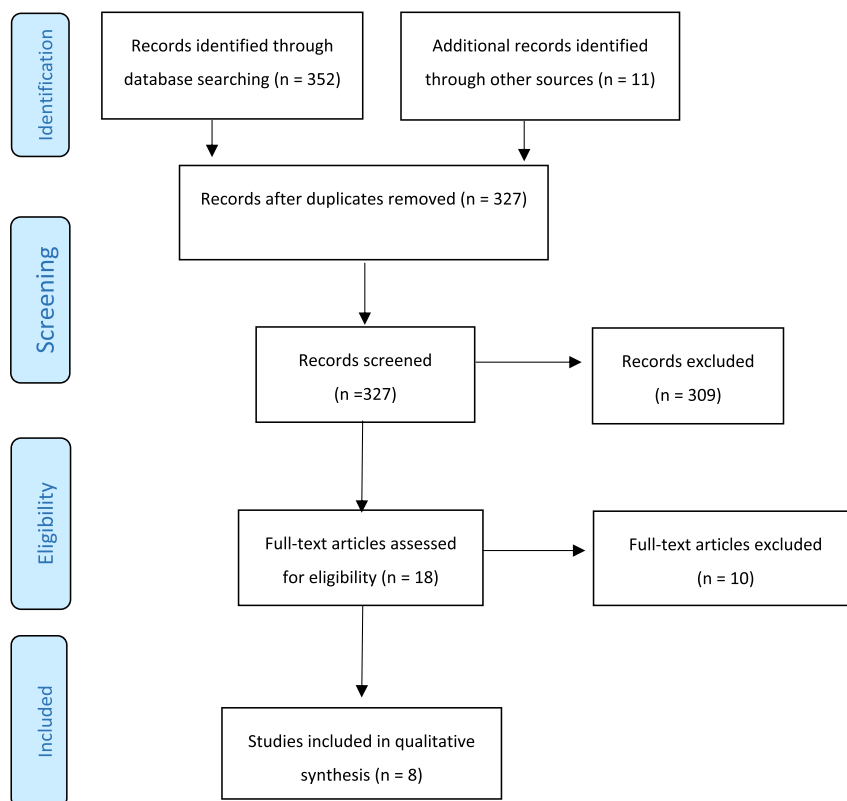 Identification
Records identified through
database searching (n = 352)
Additional records identified
through other sources (n = 11)
Records after duplicates removed (n = 327)
Screening
Records screened
(n =327)
Records excluded
(n = 309)
Eligibility
Full-text articles assessed
for eligibility (n = 18)
Full-text articles excluded
(n = 10)
Included
Studies included in qualitative
synthesis (n = 8)